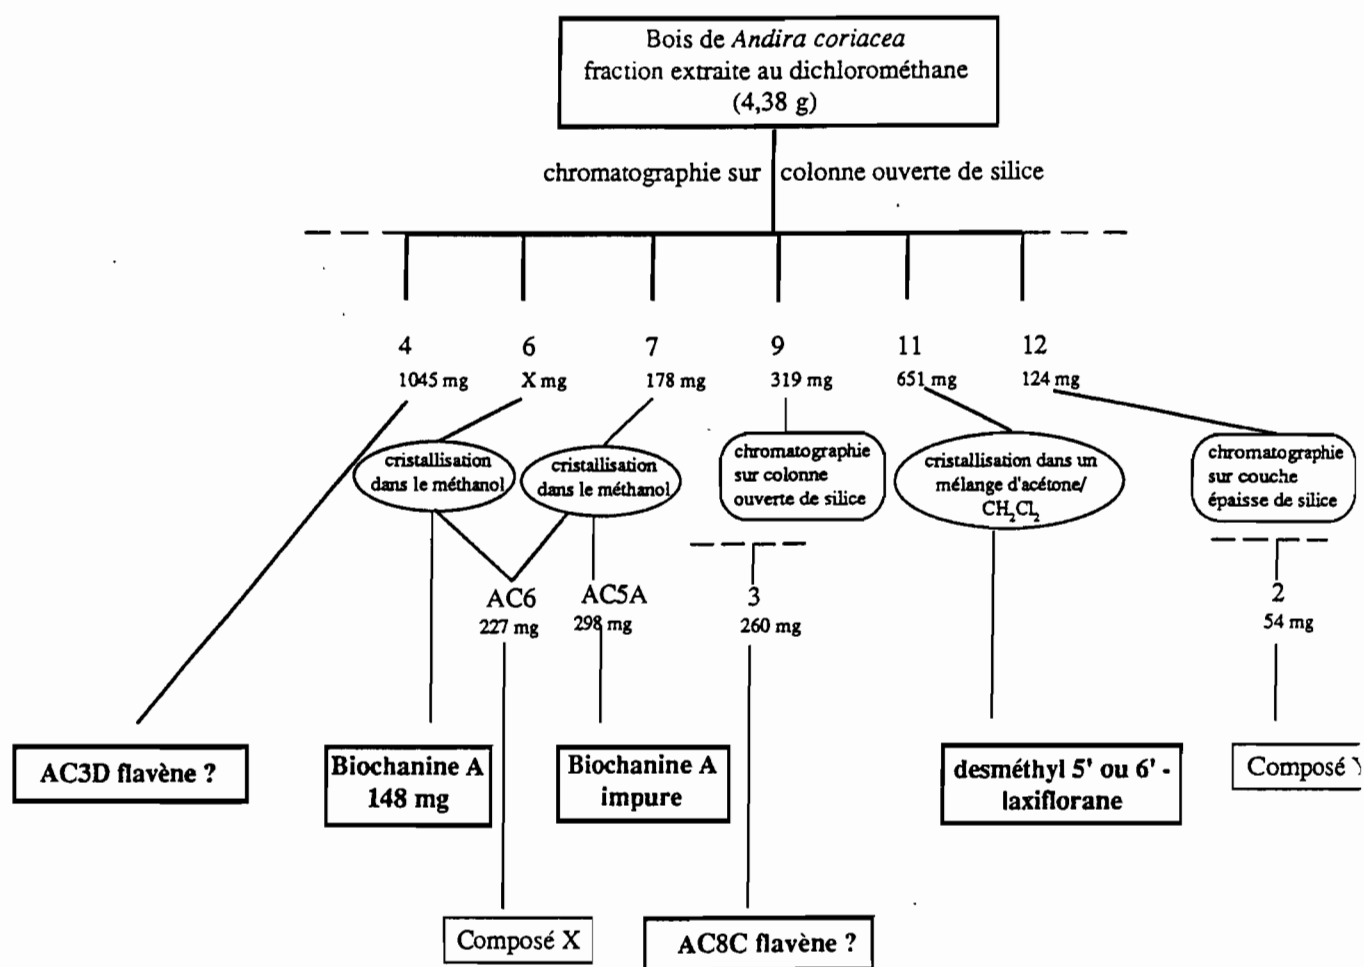 Bois de Andira coriacea
fraction extraite au dichlorométhane
(4,38 g)
chromatographie sur colonne ouverte de silice
4
1045 mg
6
X mg
7
178 mg
9
319 mg
11
651 mg
12
124 mg
cristallisation
dans le méthanol
cristallisation
dans le méthanol
chromatographie
sur colonne
ouverte de silice
cristallisation dans un
mélange d'acétone/
CH2Cl2
chromatographie
sur couche
épaisse de silice
AC6
227 mg
AC5A
298 mg
3
260 mg
2
54 mg
AC3D flavène ?
Biochanine A
148 mg
Biochanine A
impure
desméthyl 5' ou 6' -
laxiflorane
Composé
Composé X
AC8C flavène ?